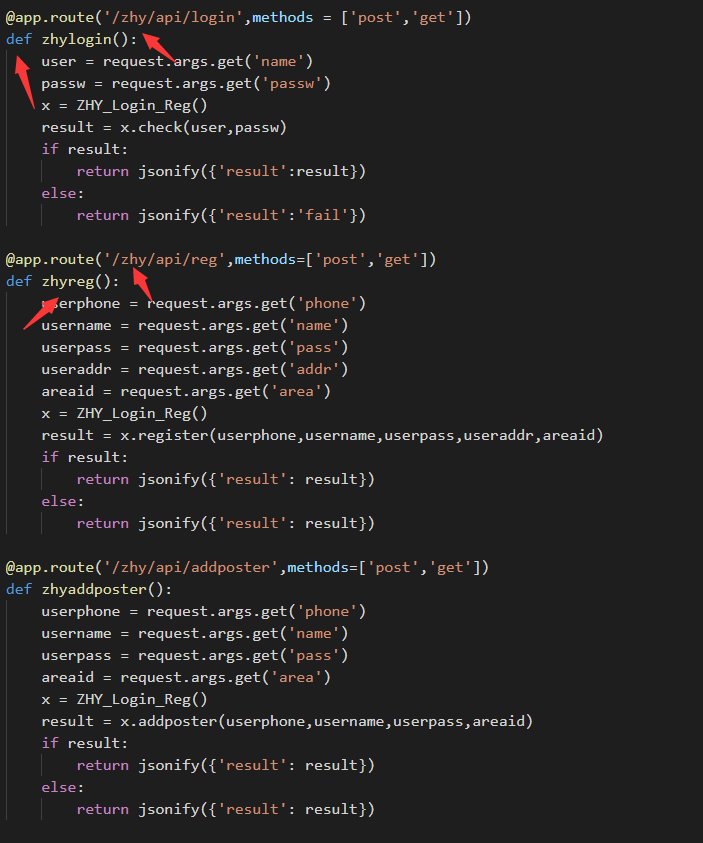 @app.route('/zhy/api/login',methods = ['post','get'])
def zhylogin():
    user = request.args.get('name')
    passw = request.args.get('passw')
    x = ZHY_Login_Reg()
    result = x.check(user,passw)
    if result:
        return jsonify({'result':result})
    else:
        return jsonify({'result':'fail'})
@app.route('/zhy/api/reg',methods=['post','get'])
def zhyreg():
    userphone = request.args.get('phone')
    username = request.args.get('name')
    userpass = request.args.get('pass')
    useraddr = request.args.get('addr')
    areaid = request.args.get('area')
    x = ZHY_Login_Reg()
    result = x.register(userphone,username,userpass,useraddr,areaid)
    if result:
        return jsonify({'result': result})
    else:
        return jsonify({'result': result})
@app.route('/zhy/api/addposter',methods=['post','get'])
def zhyaddposter():
    userphone = request.args.get('phone')
    username = request.args.get('name')
    userpass = request.args.get('pass')
    areaid = request.args.get('area')
    x = ZHY_Login_Reg()
    result = x.addposter(userphone,username,userpass,areaid)
    if result:
        return jsonify({'result': result})
    else:
        return jsonify({'result': result})